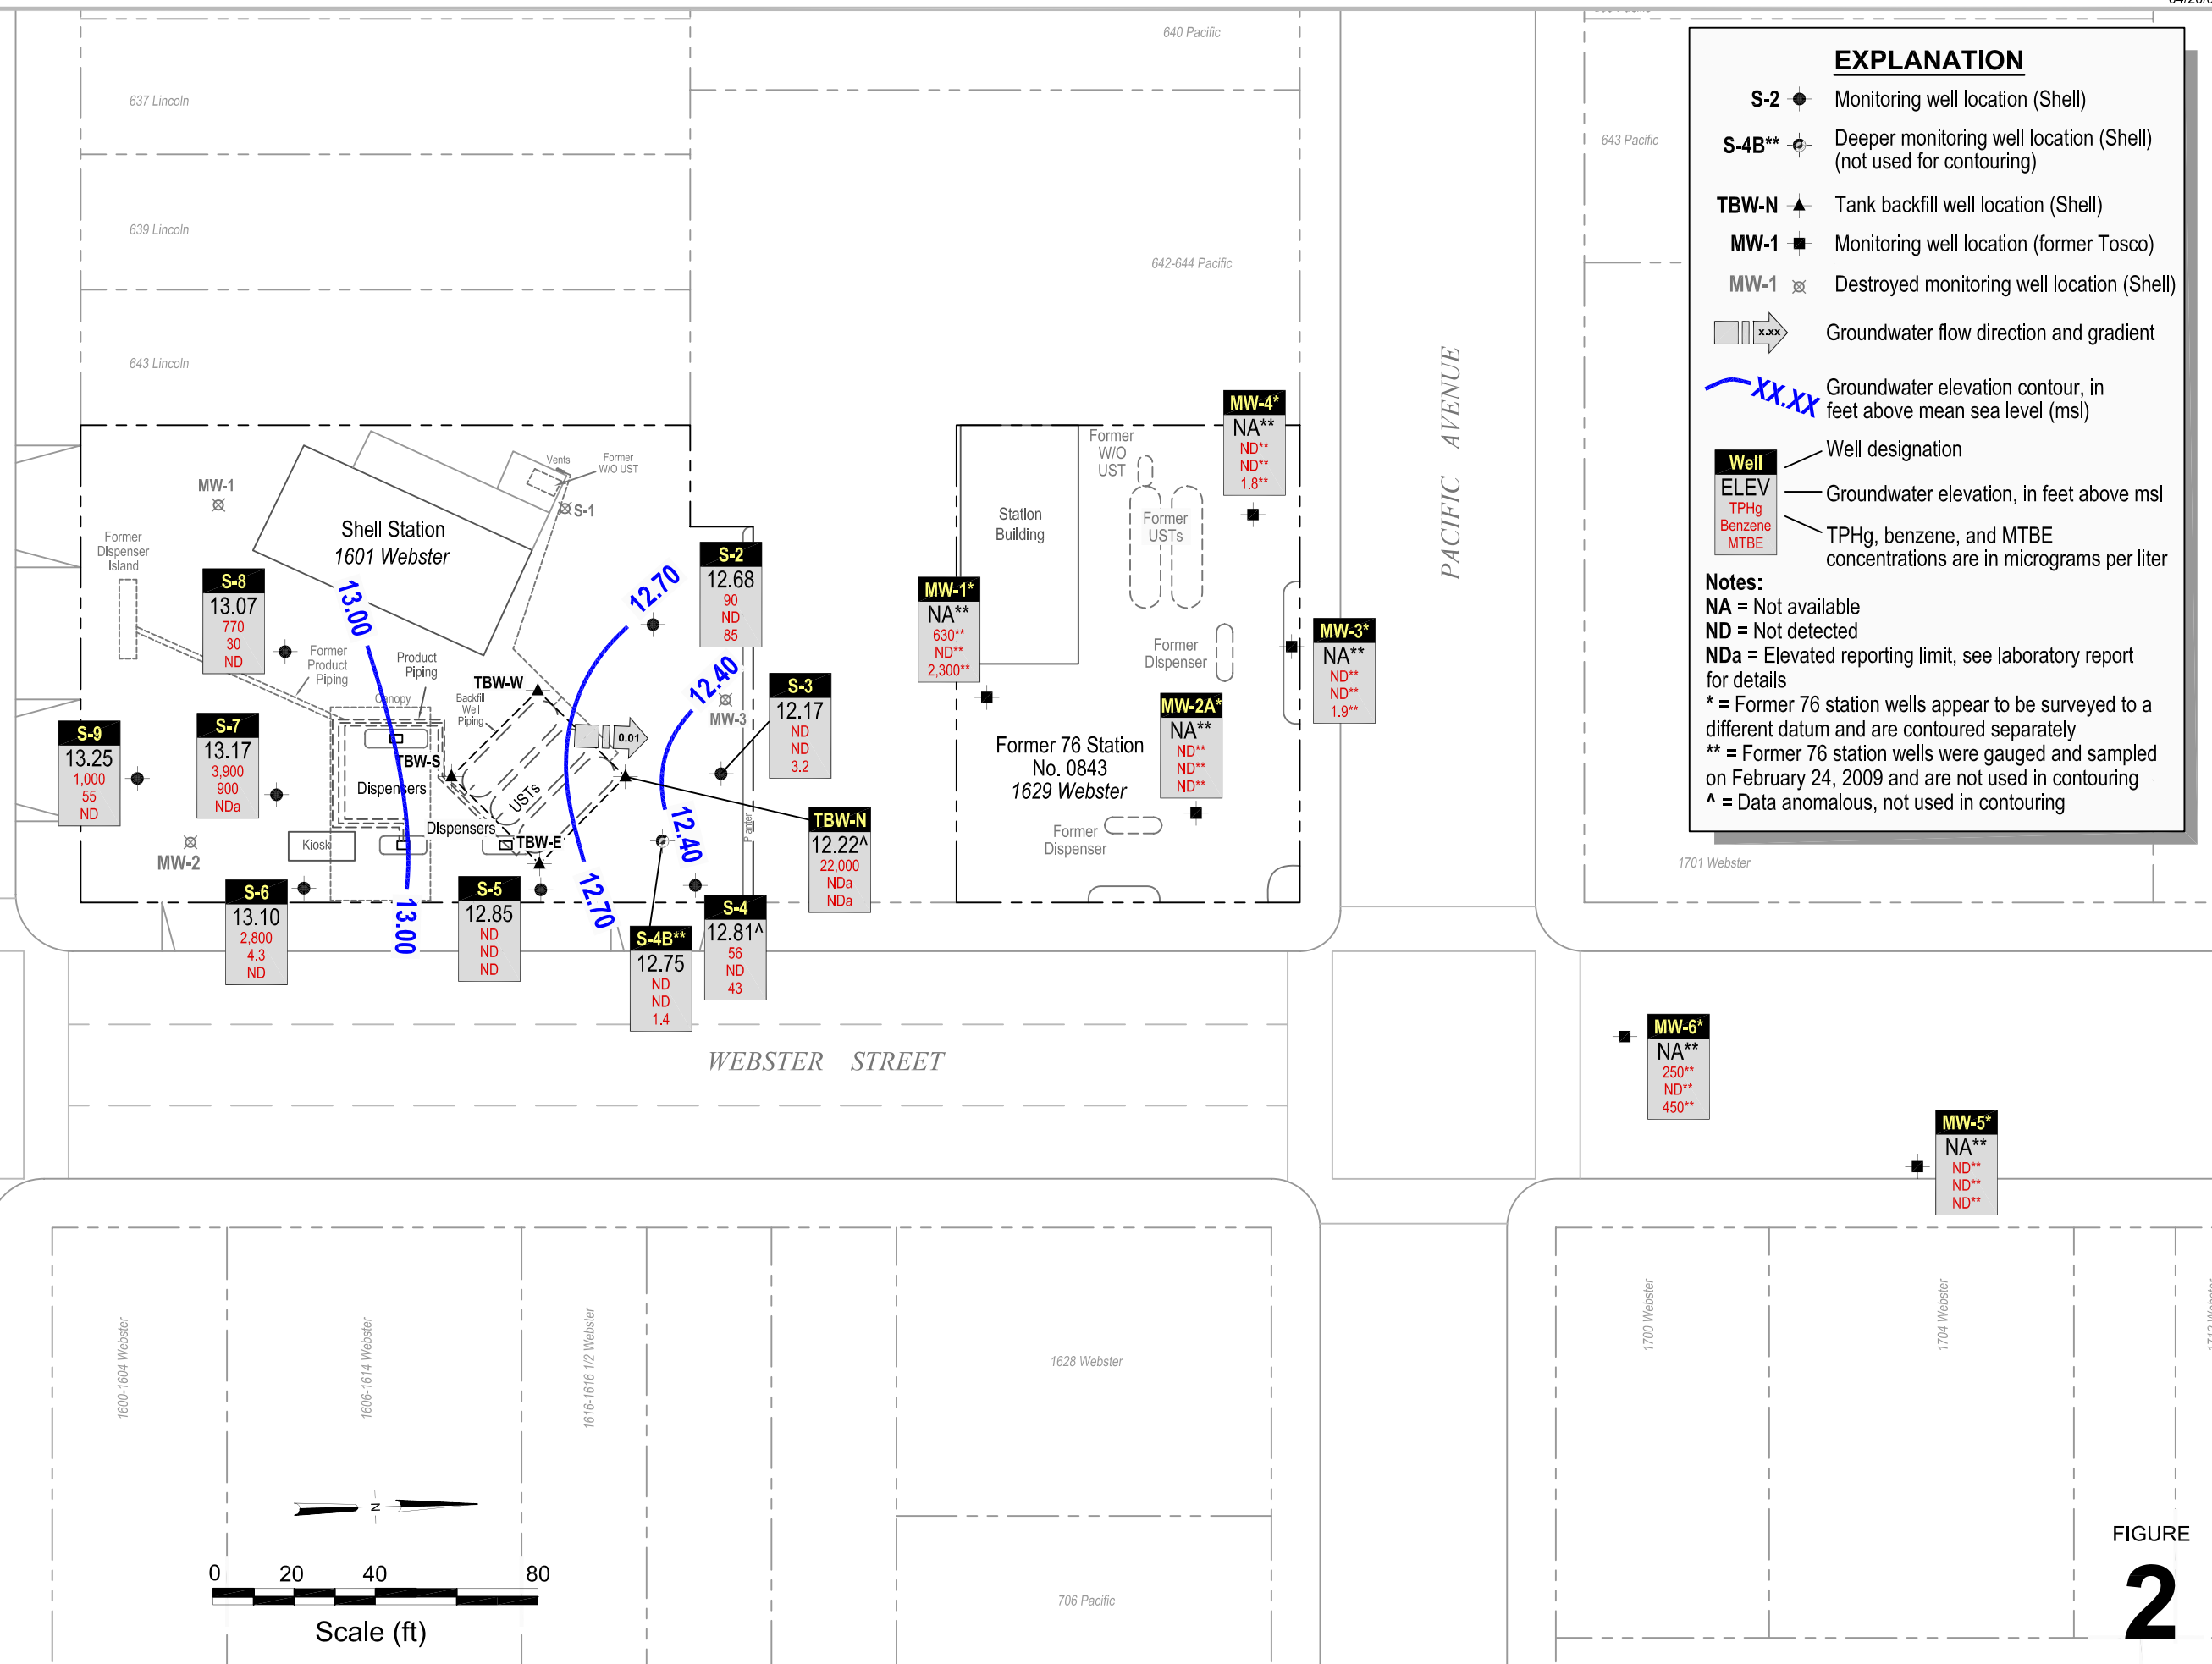 640 Pacific
637 Lincoln
643 Pacific
639 Lincoln
642-644 Pacific
643 Lincoln
PACIFIC AVENUE
EXPLANATION
S-2 Monitoring well location (Shell)
S-4B** Deeper monitoring well location (Shell)
(not used for contouring)
TBW-N Tank backfill well location (Shell)
MW-1 Monitoring well location (former Tosco)
MW-1 Destroyed monitoring well location (Shell)
x.xx Groundwater flow direction and gradient
XX.XX Groundwater elevation contour, in
feet above mean sea level (msl)
Well
ELEV
TPHg
Benzene
MTBE
Well designation
Groundwater elevation, in feet above msl
TPHg, benzene, and MTBE
concentrations are in micrograms per liter
Notes:
NA = Not available
ND = Not detected
NDa = Elevated reporting limit, see laboratory report
for details
* = Former 76 station wells appear to be surveyed to a
different datum and are contoured separately
** = Former 76 station wells were gauged and sampled
on February 24, 2009 and are not used in contouring
^ = Data anomalous, not used in contouring
1701 Webster
MW-1
Former
Dispenser
Island
Shell Station
1601 Webster
Vents
Former
W/O UST
S-1
S-8
13.07
770
30
ND
13.00
12.70
S-2
12.68
90
ND
85
Former
Product
Piping
Product
Piping
Canopy
Backfill
Well
Piping
TBW-W
12.40
MW-3
S-3
12.17
ND
ND
3.2
S-9
13.25
1,000
55
ND
S-7
13.17
3,900
900
NDa
TBW-S
Dispensers
USTs
0.01
MW-2
Kiosk
Dispensers
TBW-E
12.40
Planter
TBW-N
12.22^
22,000
NDa
NDa
S-6
13.10
2,800
4.3
ND
13.00
S-5
12.85
ND
ND
ND
12.70
S-4B**
12.75
ND
ND
1.4
S-4
12.81^
56
ND
43
MW-4*
NA**
ND**
ND**
1.8**
Former
W/O
UST
Station
Building
Former
USTs
MW-1*
NA**
630**
ND**
2,300**
Former
Dispenser
MW-3*
NA**
ND**
ND**
1.9**
MW-2A*
NA**
ND**
ND**
ND**
Former 76 Station
No. 0843
1629 Webster
Former
Dispenser
WEBSTER STREET
MW-6*
NA**
250**
ND**
450**
MW-5*
NA**
ND**
ND**
ND**
1600-1604 Webster
1606-1614 Webster
1616-1616 1/2 Webster
1628 Webster
1700 Webster
1704 Webster
706 Pacific
N
0 20 40 80
Scale (ft)
FIGURE
2